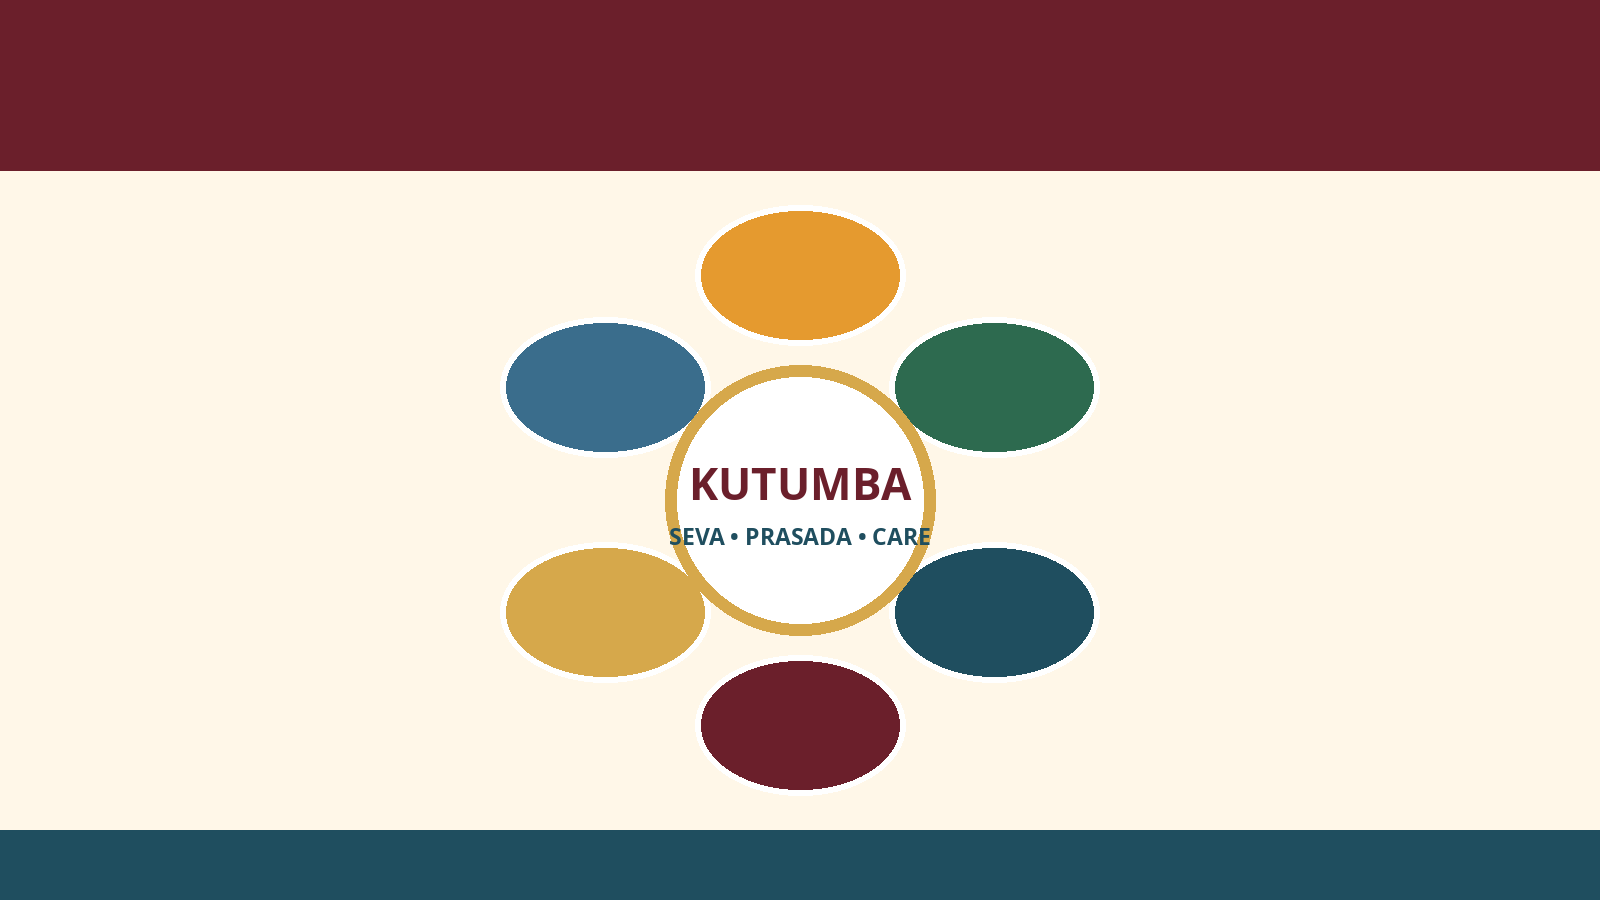 KUTUMBA
SEVA • PRASADA • CARE